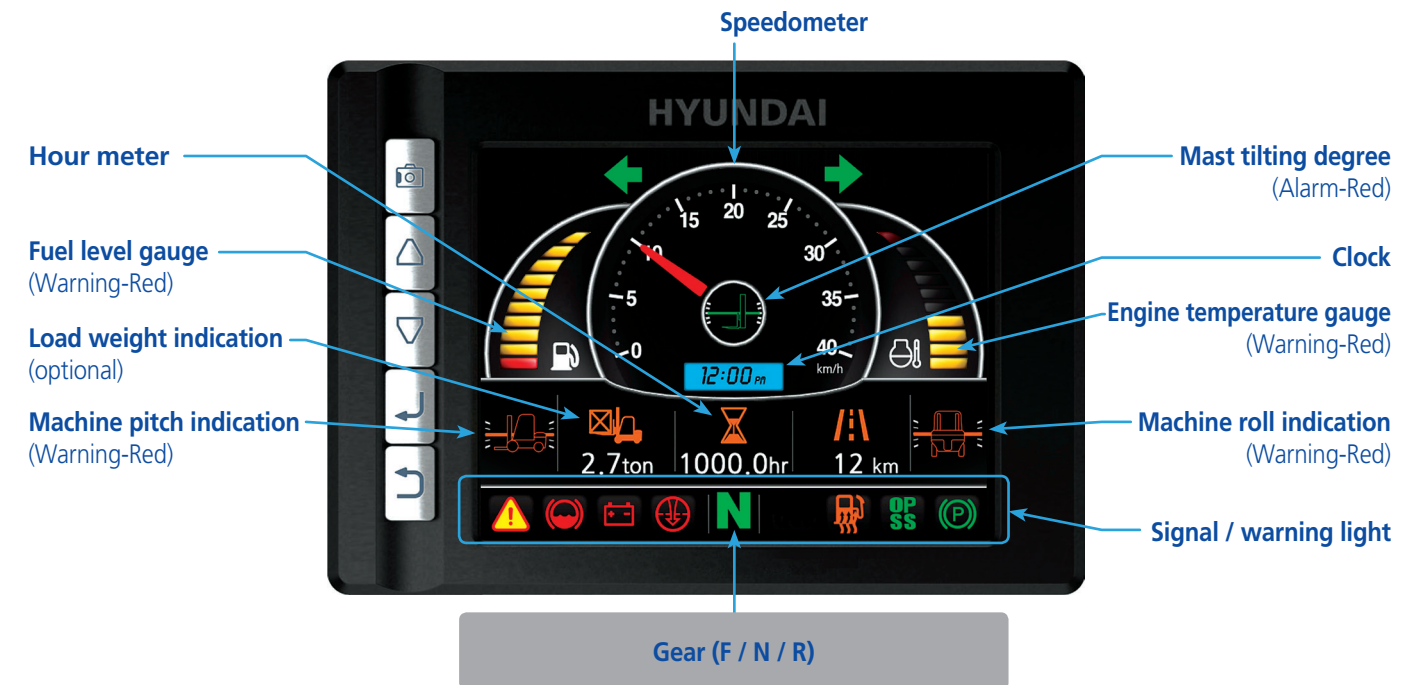 Speedometer
HYUNDAI
Hour meter
Fuel level gauge
(Warning-Red)
Load weight indication
(optional)
Machine pitch indication
(Warning-Red)
0
5
10
15
20
25
30
35
40
km/h
12:00 PM
2.7ton
1000.0hr
12 km
N
OP
SS
P
Mast tilting degree
(Alarm-Red)
Clock
Engine temperature gauge
(Warning-Red)
Machine roll indication
(Warning-Red)
Signal / warning light
Gear (F / N / R)